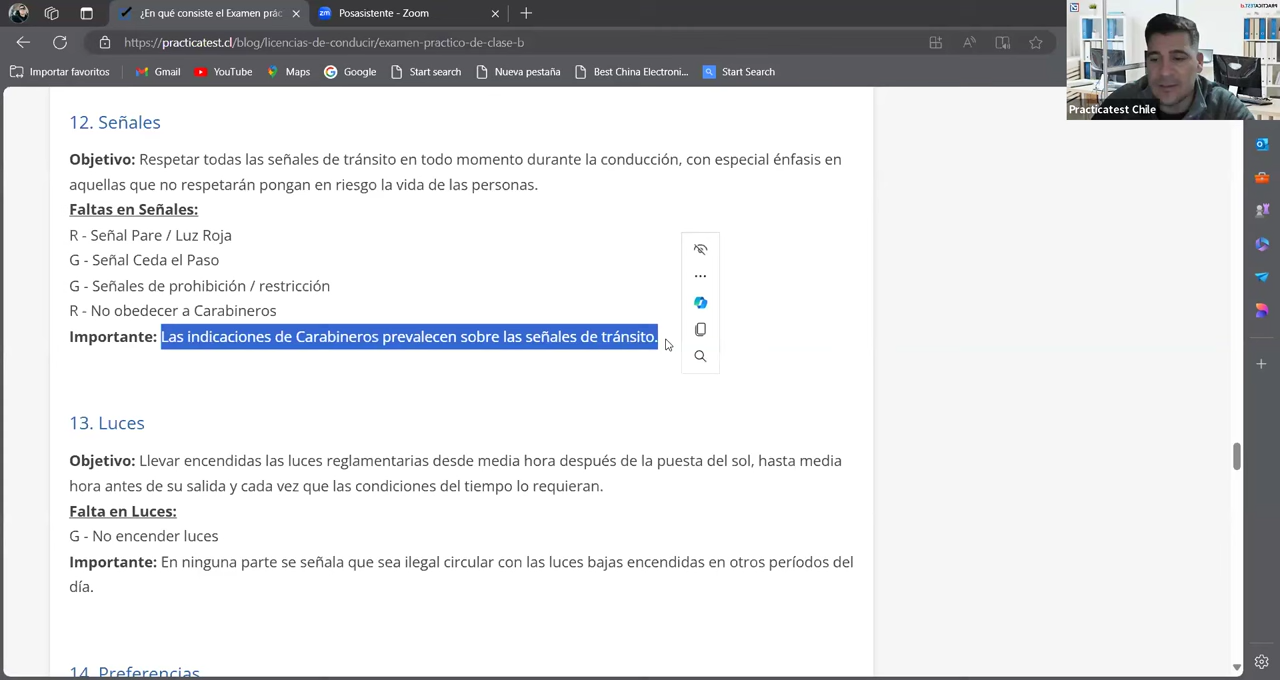 ¿En qué consiste el Examen prác
Posasistente - Zoom
https://practicatest.cl/blog/licencias-de-conducir/examen-practico-de-clase-b
Importar favoritos
Gmail
YouTube
Maps
Google
Start search
Nueva pestaña
Best China Electroni...
Start Search
Practicatest Chile
12. Señales
Objetivo: Respetar todas las señales de tránsito en todo momento durante la conducción, con especial énfasis en
aquellas que no respetarán pongan en riesgo la vida de las personas.
Faltas en Señales:
R - Señal Pare / Luz Roja
G - Señal Ceda el Paso
G - Señales de prohibición / restricción
R - No obedecer a Carabineros
Importante: Las indicaciones de Carabineros prevalecen sobre las señales de tránsito.
13. Luces
Objetivo: Llevar encendidas las luces reglamentarias desde media hora después de la puesta del sol, hasta media
hora antes de su salida y cada vez que las condiciones del tiempo lo requieran.
Falta en Luces:
G - No encender luces
Importante: En ninguna parte se señala que sea ilegal circular con las luces bajas encendidas en otros períodos del
día.
14. Preferencias